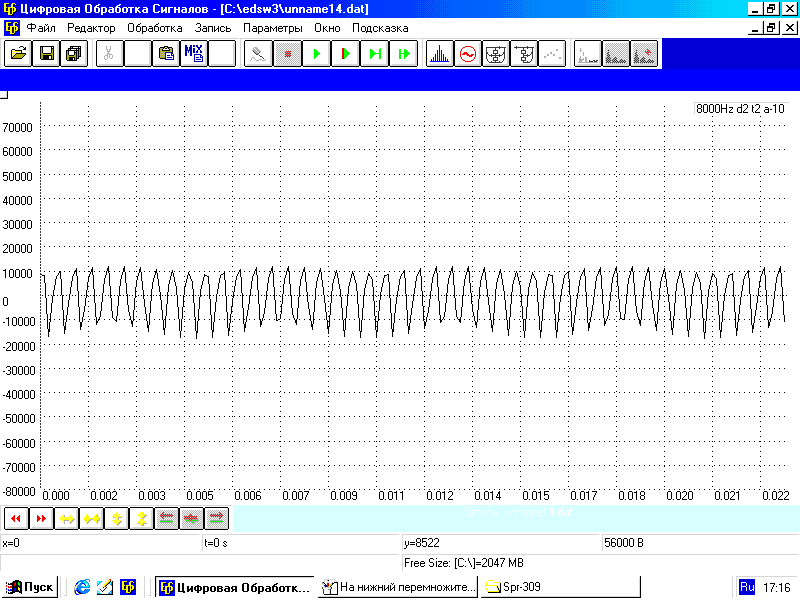 Цифровая Обработка Сигналов - [C:\edsw3\unname14.dat]
Файл Редактор Обработка Запись Параметры Окно Подсказка
MiX
8000Hz d2 t2 a-10
70000
60000
50000
40000
30000
20000
10000
0
-10000
-20000
-30000
-40000
-50000
-60000
-70000
-80000
0.000 0.002 0.003 0.005 0.006 0.007 0.009 0.011 0.012 0.014 0.015 0.017 0.018 0.020 0.021 0.022
x=0 t=0 s y=8522 56000 B
Free Size: [C:\]=2047 MB
Пуск Цифровая Обработк... На нижний перемножите... Spr-309 Ru 17:16